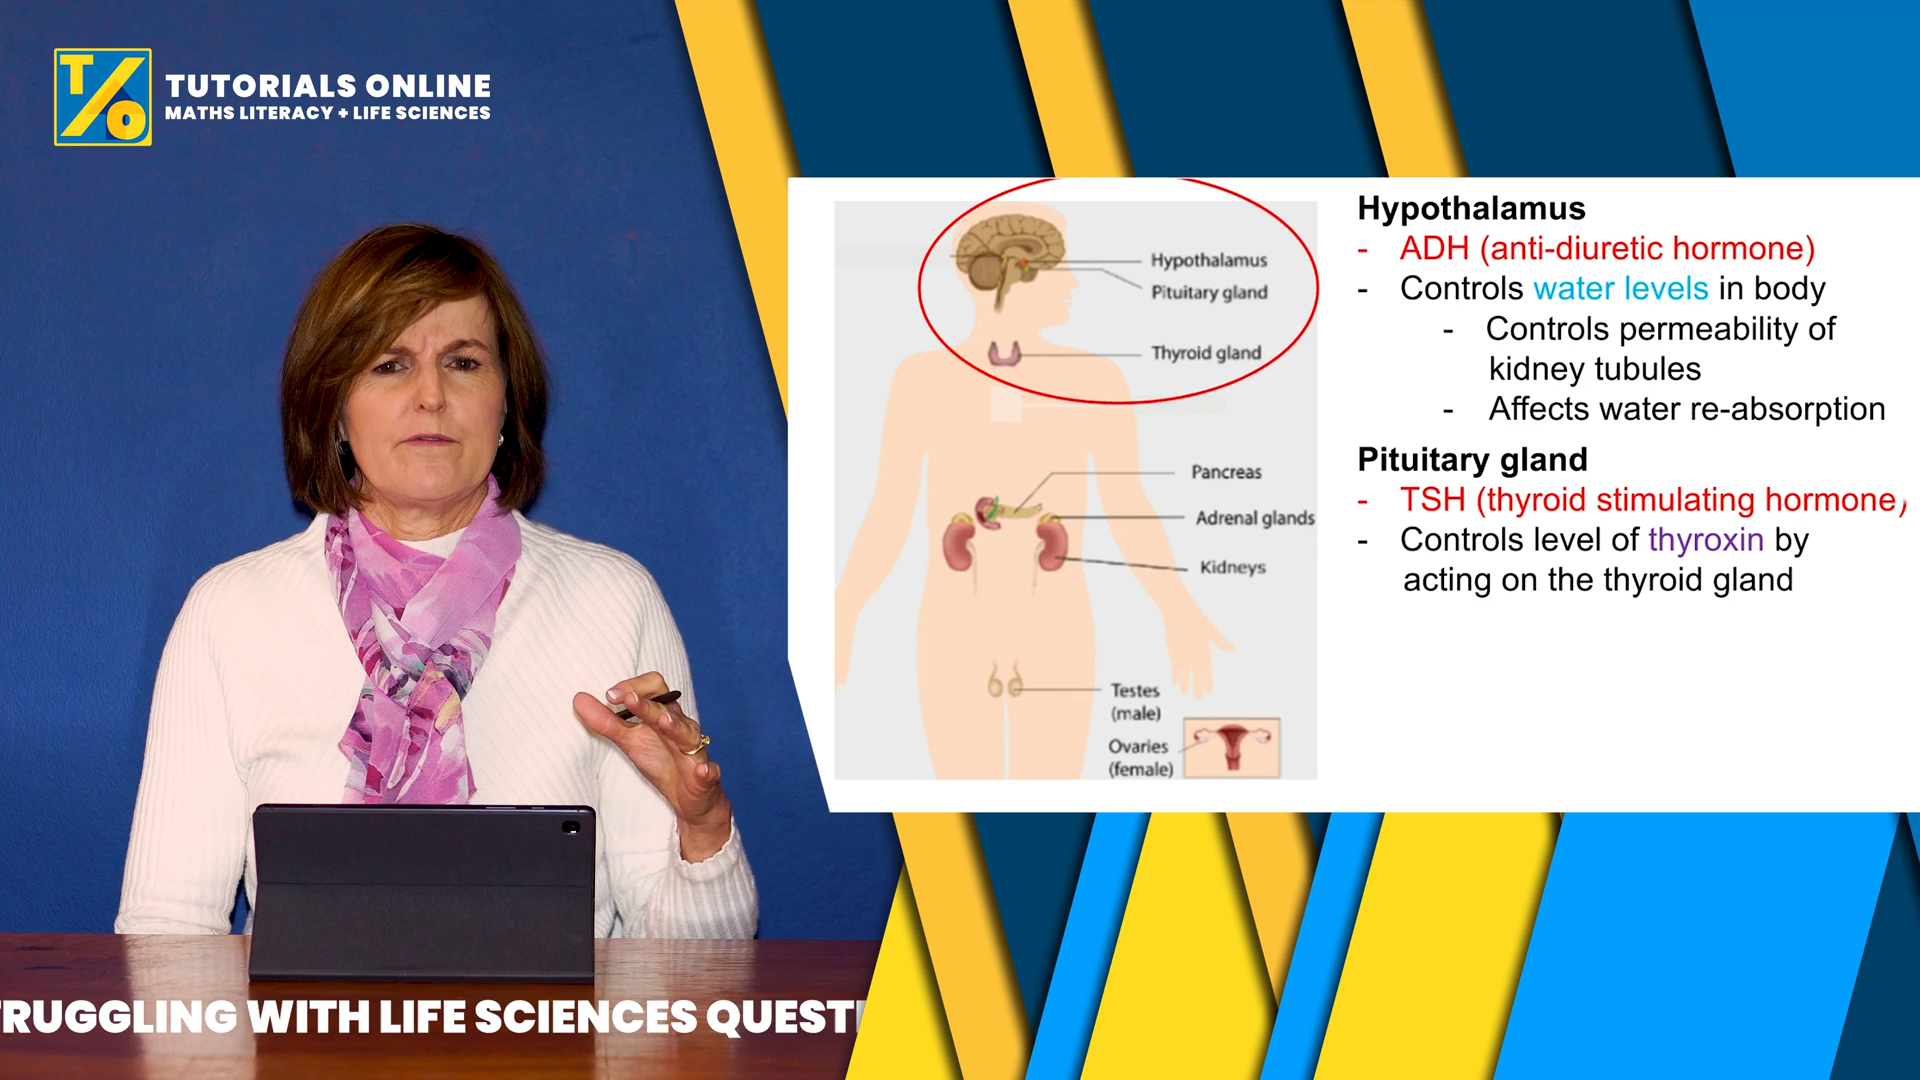 T/O
TUTORIALS ONLINE
MATHS LITERACY + LIFE SCIENCES
Hypothalamus
Pituitary gland
Thyroid gland
Pancreas
Adrenal glands
Kidneys
Testes
(male)
Ovaries
(female)
Hypothalamus
- ADH (anti-diuretic hormone)
- Controls water levels in body
- Controls permeability of
kidney tubules
- Affects water re-absorption
Pituitary gland
- TSH (thyroid stimulating hormone)
- Controls level of thyroxin by
acting on the thyroid gland
TRUGGLING WITH LIFE SCIENCES QUESTI